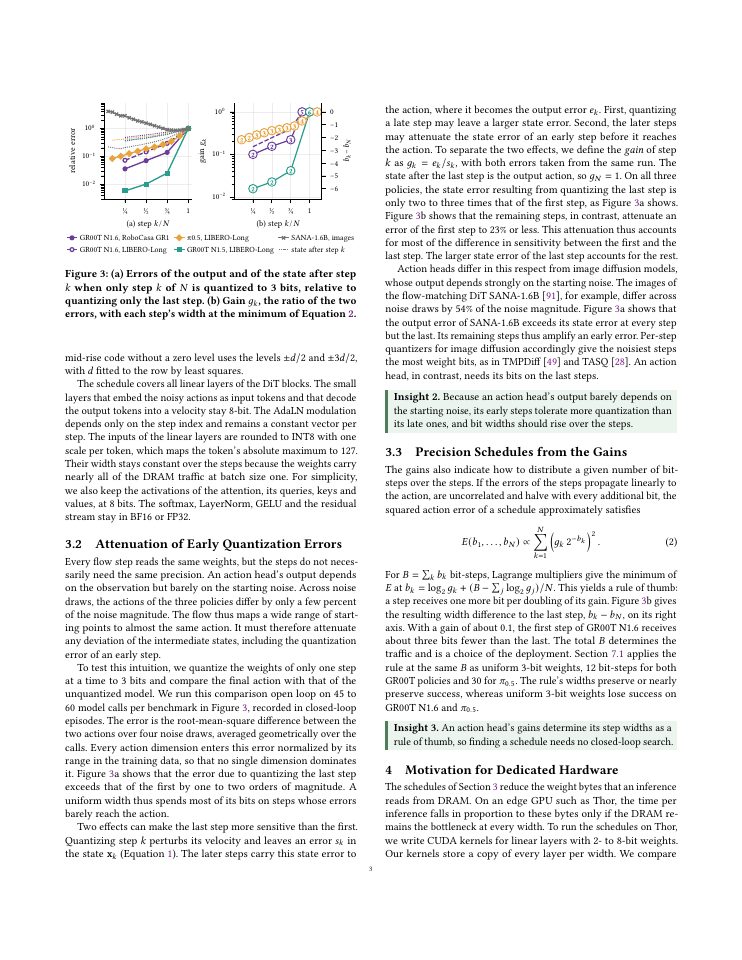 relative error
10⁰
10⁻¹
10⁻²
¼ ½ ¾ 1
(a) step k/N
gain gₖ
10⁰
10⁻¹
10⁻²
¼ ½ ¾ 1
(b) step k/N
0
−1
−2
−3
−4
−5
−6
bₖ − b_N
GR00T N1.6, RoboCasa GR1 π0.5, LIBERO-Long SANA-1.6B, images
GR00T N1.6, LIBERO-Long GR00T N1.5, LIBERO-Long state after step k
Figure 3: (a) Errors of the output and of the state after step
k when only step k of N is quantized to 3 bits, relative to
quantizing only the last step. (b) Gain gₖ, the ratio of the two
errors, with each step's width at the minimum of Equation 2.
mid-rise code without a zero level uses the levels ±d/2 and ±3d/2,
with d fitted to the row by least squares.
The schedule covers all linear layers of the DiT blocks. The small
layers that embed the noisy actions as input tokens and that decode
the output tokens into a velocity stay 8-bit. The AdaLN modulation
depends only on the step index and remains a constant vector per
step. The inputs of the linear layers are rounded to INT8 with one
scale per token, which maps the token's absolute maximum to 127.
Their width stays constant over the steps because the weights carry
nearly all of the DRAM traffic at batch size one. For simplicity,
we also keep the activations of the attention, its queries, keys and
values, at 8 bits. The softmax, LayerNorm, GELU and the residual
stream stay in BF16 or FP32.
3.2 Attenuation of Early Quantization Errors
Every flow step reads the same weights, but the steps do not neces-
sarily need the same precision. An action head's output depends
on the observation but barely on the starting noise. Across noise
draws, the actions of the three policies differ by only a few percent
of the noise magnitude. The flow thus maps a wide range of start-
ing points to almost the same action. It must therefore attenuate
any deviation of the intermediate states, including the quantization
error of an early step.
To test this intuition, we quantize the weights of only one step
at a time to 3 bits and compare the final action with that of the
unquantized model. We run this comparison open loop on 45 to
60 model calls per benchmark in Figure 3, recorded in closed-loop
episodes. The error is the root-mean-square difference between the
two actions over four noise draws, averaged geometrically over the
calls. Every action dimension enters this error normalized by its
range in the training data, so that no single dimension dominates
it. Figure 3a shows that the error due to quantizing the last step
exceeds that of the first by one to two orders of magnitude. A
uniform width thus spends most of its bits on steps whose errors
barely reach the action.
Two effects can make the last step more sensitive than the first.
Quantizing step k perturbs its velocity and leaves an error sₖ in
the state xₖ (Equation 1). The later steps carry this state error to
the action, where it becomes the output error eₖ. First, quantizing
a late step may leave a larger state error. Second, the later steps
may attenuate the state error of an early step before it reaches
the action. To separate the two effects, we define the gain of step
k as gₖ = eₖ/sₖ, with both errors taken from the same run. The
state after the last step is the output action, so g_N = 1. On all three
policies, the state error resulting from quantizing the last step is
only two to three times that of the first step, as Figure 3a shows.
Figure 3b shows that the remaining steps, in contrast, attenuate an
error of the first step to 23% or less. This attenuation thus accounts
for most of the difference in sensitivity between the first and the
last step. The larger state error of the last step accounts for the rest.
Action heads differ in this respect from image diffusion models,
whose output depends strongly on the starting noise. The images of
the flow-matching DiT SANA-1.6B [91], for example, differ across
noise draws by 54% of the noise magnitude. Figure 3a shows that
the output error of SANA-1.6B exceeds its state error at every step
but the last. Its remaining steps thus amplify an early error. Per-step
quantizers for image diffusion accordingly give the noisiest steps
the most weight bits, as in TMPDiff [49] and TASQ [28]. An action
head, in contrast, needs its bits on the last steps.
Insight 2. Because an action head's output barely depends on
the starting noise, its early steps tolerate more quantization than
its late ones, and bit widths should rise over the steps.
3.3 Precision Schedules from the Gains
The gains also indicate how to distribute a given number of bit-
steps over the steps. If the errors of the steps propagate linearly to
the action, are uncorrelated and halve with every additional bit, the
squared action error of a schedule approximately satisfies
E(b₁, . . . , b_N) ∝ ∑_{k=1}^{N} (gₖ 2^{−bₖ})². (2)
For B = ∑ₖ bₖ bit-steps, Lagrange multipliers give the minimum of
E at bₖ = log₂ gₖ + (B − ∑ⱼ log₂ gⱼ)/N. This yields a rule of thumb:
a step receives one more bit per doubling of its gain. Figure 3b gives
the resulting width difference to the last step, bₖ − b_N, on its right
axis. With a gain of about 0.1, the first step of GR00T N1.6 receives
about three bits fewer than the last. The total B determines the
traffic and is a choice of the deployment. Section 7.1 applies the
rule at the same B as uniform 3-bit weights, 12 bit-steps for both
GR00T policies and 30 for π₀.₅. The rule's widths preserve or nearly
preserve success, whereas uniform 3-bit weights lose success on
GR00T N1.6 and π₀.₅.
Insight 3. An action head's gains determine its step widths as a
rule of thumb, so finding a schedule needs no closed-loop search.
4 Motivation for Dedicated Hardware
The schedules of Section 3 reduce the weight bytes that an inference
reads from DRAM. On an edge GPU such as Thor, the time per
inference falls in proportion to these bytes only if the DRAM re-
mains the bottleneck at every width. To run the schedules on Thor,
we write CUDA kernels for linear layers with 2- to 8-bit weights.
Our kernels store a copy of every layer per width. We compare
3